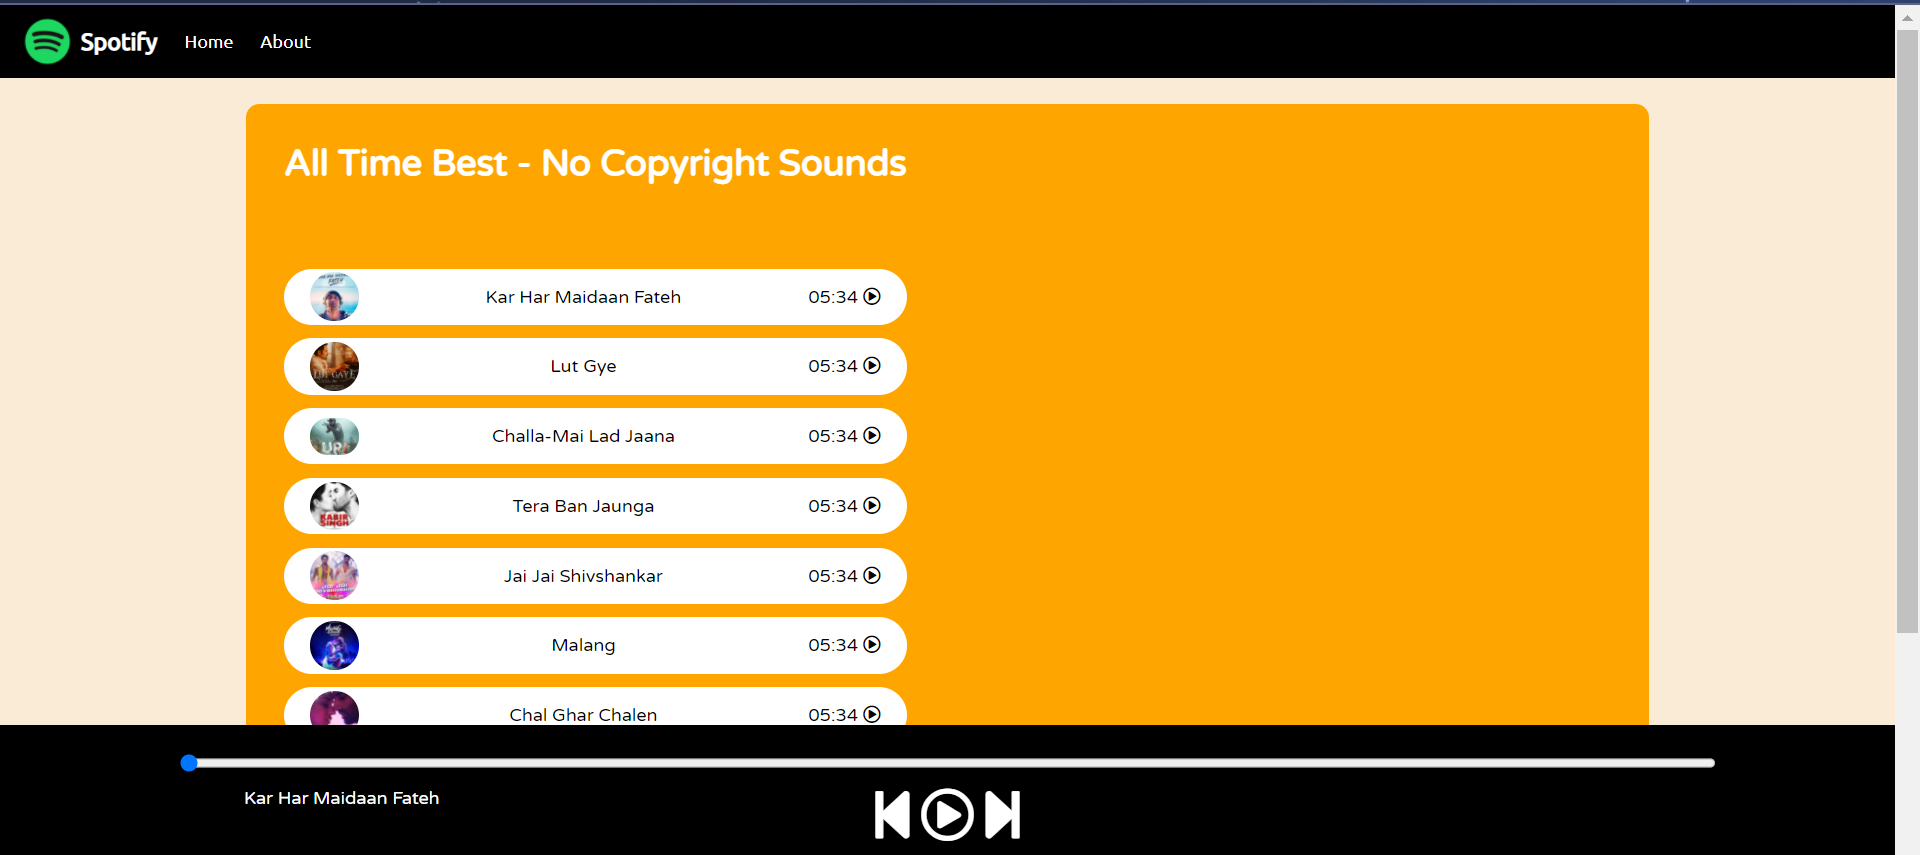 Spotify Home About
All Time Best - No Copyright Sounds
Kar Har Maidaan Fateh 05:34
Lut Gye 05:34
Challa-Mai Lad Jaana 05:34
Tera Ban Jaunga 05:34
Jai Jai Shivshankar 05:34
Malang 05:34
Chal Ghar Chalen 05:34
Kar Har Maidaan Fateh